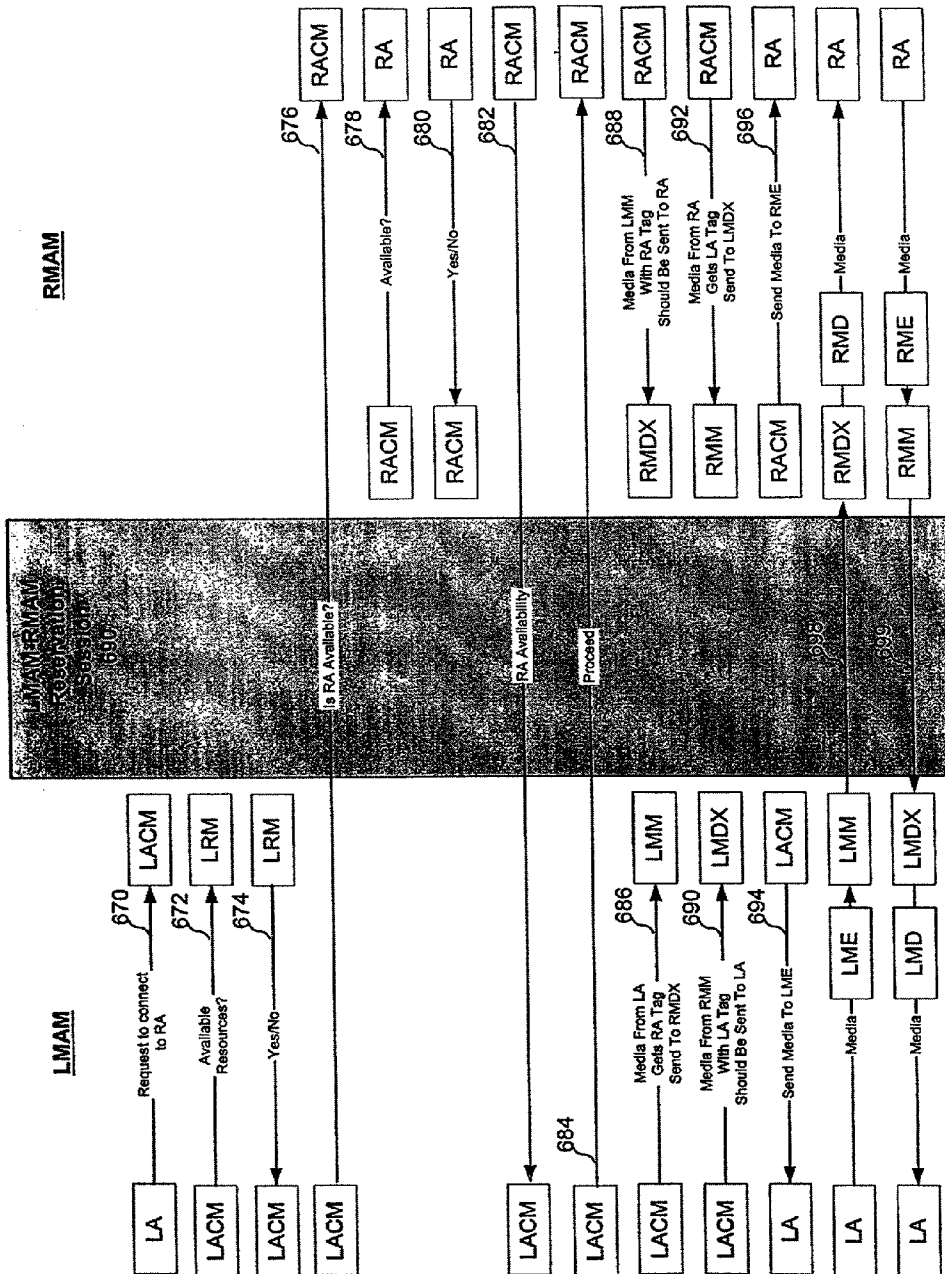 LMAM
RMAM
LMAM-RMAM
Reservation
Session
690
LA
Request to connect
to RA
670
LACM
LACM
Available
Resources?
672
LRM
LACM
Yes/No
674
LRM
LACM
Is RA Available?
676
RACM
RACM
Available?
678
RA
RACM
Yes/No
680
RA
LACM
RA Availability
682
RACM
LACM
684
Proceed
RACM
LACM
Media From LA
Gets RA Tag
Send To RMDX
686
LMM
RMDX
Media From LMM
With RA Tag
Should Be Sent To RA
688
RACM
LACM
Media From RMM
With LA Tag
Should Be Sent To LA
690
LMDX
RMM
Media From RA
Gets LA Tag
Send To LMDX
692
RACM
LA
Send Media To LME
694
LACM
RACM
Send Media To RME
696
RA
LA
Media
LME
LMM
698
RMDX
RMD
Media
RA
LA
Media
LMD
LMDX
699
RMM
RME
Media
RA